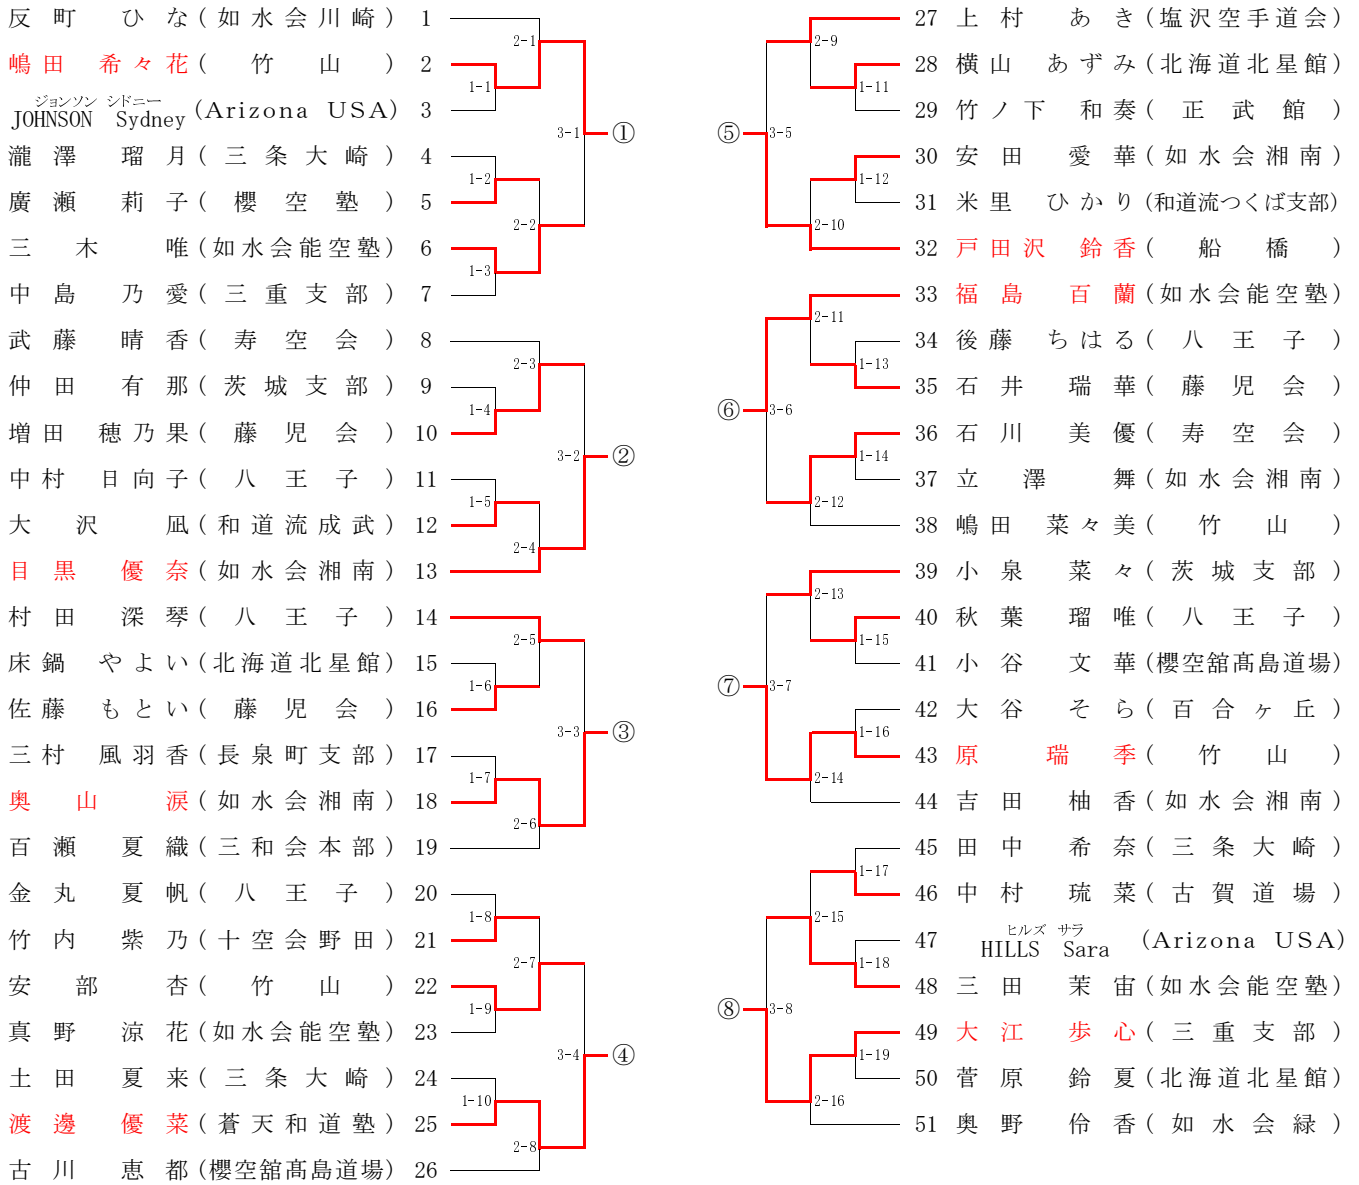 反町 ひな (如水会川崎) 1
嶋田 希々花 (竹山) 2
ジョンソン シドニー
JOHNSON Sydney (Arizona USA) 3
瀧澤 瑠月 (三条大崎) 4
廣瀬 莉子 (櫻空塾) 5
三木 唯 (如水会能空塾) 6
中島 乃愛 (三重支部) 7
武藤 晴香 (寿空会) 8
仲田 有那 (茨城支部) 9
増田 穂乃果 (藤児会) 10
中村 日向子 (八王子) 11
大沢 凪 (和道流成武) 12
目黒 優奈 (如水会湘南) 13
村田 深琴 (八王子) 14
床鍋 やよい (北海道北星館) 15
佐藤 もとい (藤児会) 16
三村 風羽香 (長泉町支部) 17
奥山 涙 (如水会湘南) 18
百瀬 夏織 (三和会本部) 19
金丸 夏帆 (八王子) 20
竹内 紫乃 (十空会野田) 21
安部 杏 (竹山) 22
真野 涼花 (如水会能空塾) 23
土田 夏来 (三条大崎) 24
渡邊 優菜 (蒼天和道塾) 25
古川 恵都 (櫻空舘髙島道場) 26
1-1
1-2
1-3
1-4
1-5
1-6
1-7
1-8
1-9
1-10
2-1
2-2
2-3
2-4
2-5
2-6
2-7
2-8
3-1
3-2
3-3
3-4
①
②
③
④
⑤
⑥
⑦
⑧
3-5
3-6
3-7
3-8
2-9
2-10
2-11
2-12
2-13
2-14
2-15
2-16
1-11
1-12
1-13
1-14
1-15
1-16
1-17
1-18
1-19
27 上村 あき (塩沢空手道会)
28 横山 あずみ (北海道北星館)
29 竹ノ下 和奏 (正武館)
30 安田 愛華 (如水会湘南)
31 米里 ひかり (和道流つくば支部)
32 戸田沢 鈴香 (船橋)
33 福島 百蘭 (如水会能空塾)
34 後藤 ちはる (八王子)
35 石井 瑞華 (藤児会)
36 石川 美優 (寿空会)
37 立澤 舞 (如水会湘南)
38 嶋田 菜々美 (竹山)
39 小泉 菜々 (茨城支部)
40 秋葉 瑠唯 (八王子)
41 小谷 文華 (櫻空舘髙島道場)
42 大谷 そら (百合ヶ丘)
43 原 瑞季 (竹山)
44 吉田 柚香 (如水会湘南)
45 田中 希奈 (三条大崎)
46 中村 琉菜 (古賀道場)
ヒルズ サラ
47 HILLS Sara (Arizona USA)
48 三田 茉宙 (如水会能空塾)
49 大江 歩心 (三重支部)
50 菅原 鈴夏 (北海道北星館)
51 奥野 伶香 (如水会緑)